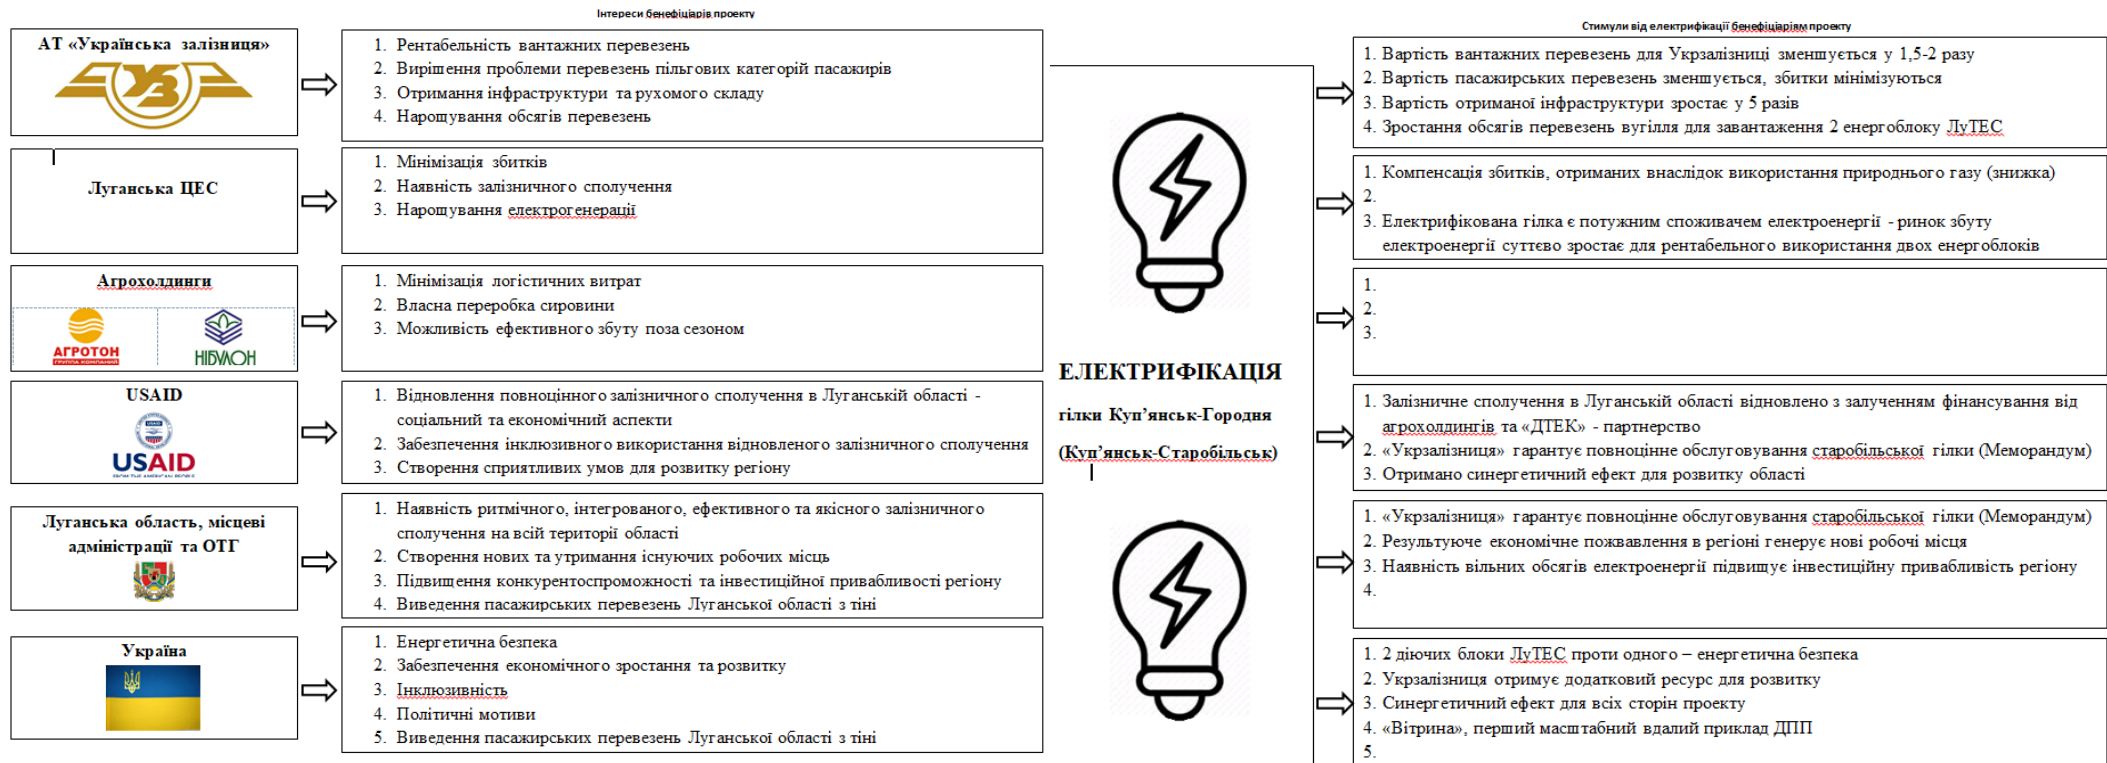 Інтереси бенефіціарів проекту
АТ «Українська залізниця»
УЗ
1. Рентабельність вантажних перевезень
2. Вирішення проблеми перевезень пільгових категорій пасажирів
3. Отримання інфраструктури та рухомого складу
4. Нарощування обсягів перевезень
Луганська ЦЕС
1. Мінімізація збитків
2. Наявність залізничного сполучення
3. Нарощування електрогенерації
Агрохолдинги
АГРОТОН
ГРУППА КОМПАНИЙ
НІБУЛОН
1. Мінімізація логістичних витрат
2. Власна переробка сировини
3. Можливість ефективного збуту поза сезоном
USAID
USAID
FROM THE AMERICAN PEOPLE
1. Відновлення повноцінного залізничного сполучення в Луганській області -
соціальний та економічний аспекти
2. Забезпечення інклюзивного використання відновленого залізничного сполучення
3. Створення сприятливих умов для розвитку регіону
Луганська область, місцеві
адміністрації та ОТГ
1. Наявність ритмічного, інтегрованого, ефективного та якісного залізничного
сполучення на всій території області
2. Створення нових та утримання існуючих робочих місць
3. Підвищення конкурентоспроможності та інвестиційної привабливості регіону
4. Виведення пасажирських перевезень Луганської області з тіні
Україна
1. Енергетична безпека
2. Забезпечення економічного зростання та розвитку
3. Інклюзивність
4. Політичні мотиви
5. Виведення пасажирських перевезень Луганської області з тіні
ЕЛЕКТРИФІКАЦІЯ
гілки Куп’янськ-Городня
(Куп’янськ-Старобільськ)
Стимули від електрифікації бенефіціаріям проекту
1. Вартість вантажних перевезень для Укрзалізниці зменшується у 1,5-2 разу
2. Вартість пасажирських перевезень зменшується, збитки мінімізуються
3. Вартість отриманої інфраструктури зростає у 5 разів
4. Зростання обсягів перевезень вугілля для завантаження 2 енергоблоку ЛуТЕС
1. Компенсація збитків, отриманих внаслідок використання природнього газу (знижка)
2.
3. Електрифікована гілка є потужним споживачем електроенергії - ринок збуту
електроенергії суттєво зростає для рентабельного використання двох енергоблоків
1.
2.
3.
1. Залізничне сполучення в Луганській області відновлено з залученням фінансування від
агрохолдингів та «ДТЕК» - партнерство
2. «Укрзалізниця» гарантує повноцінне обслуговування старобільської гілки (Меморандум)
3. Отримано синергетичний ефект для розвитку області
1. «Укрзалізниця» гарантує повноцінне обслуговування старобільської гілки (Меморандум)
2. Результуюче економічне пожвавлення в регіоні генерує нові робочі місця
3. Наявність вільних обсягів електроенергії підвищує інвестиційну привабливість регіону
4.
1. 2 діючих блоки ЛуТЕС проти одного – енергетична безпека
2. Укрзалізниця отримує додатковий ресурс для розвитку
3. Синергетичний ефект для всіх сторін проекту
4. «Вітрина», перший масштабний вдалий приклад ДПП
5.